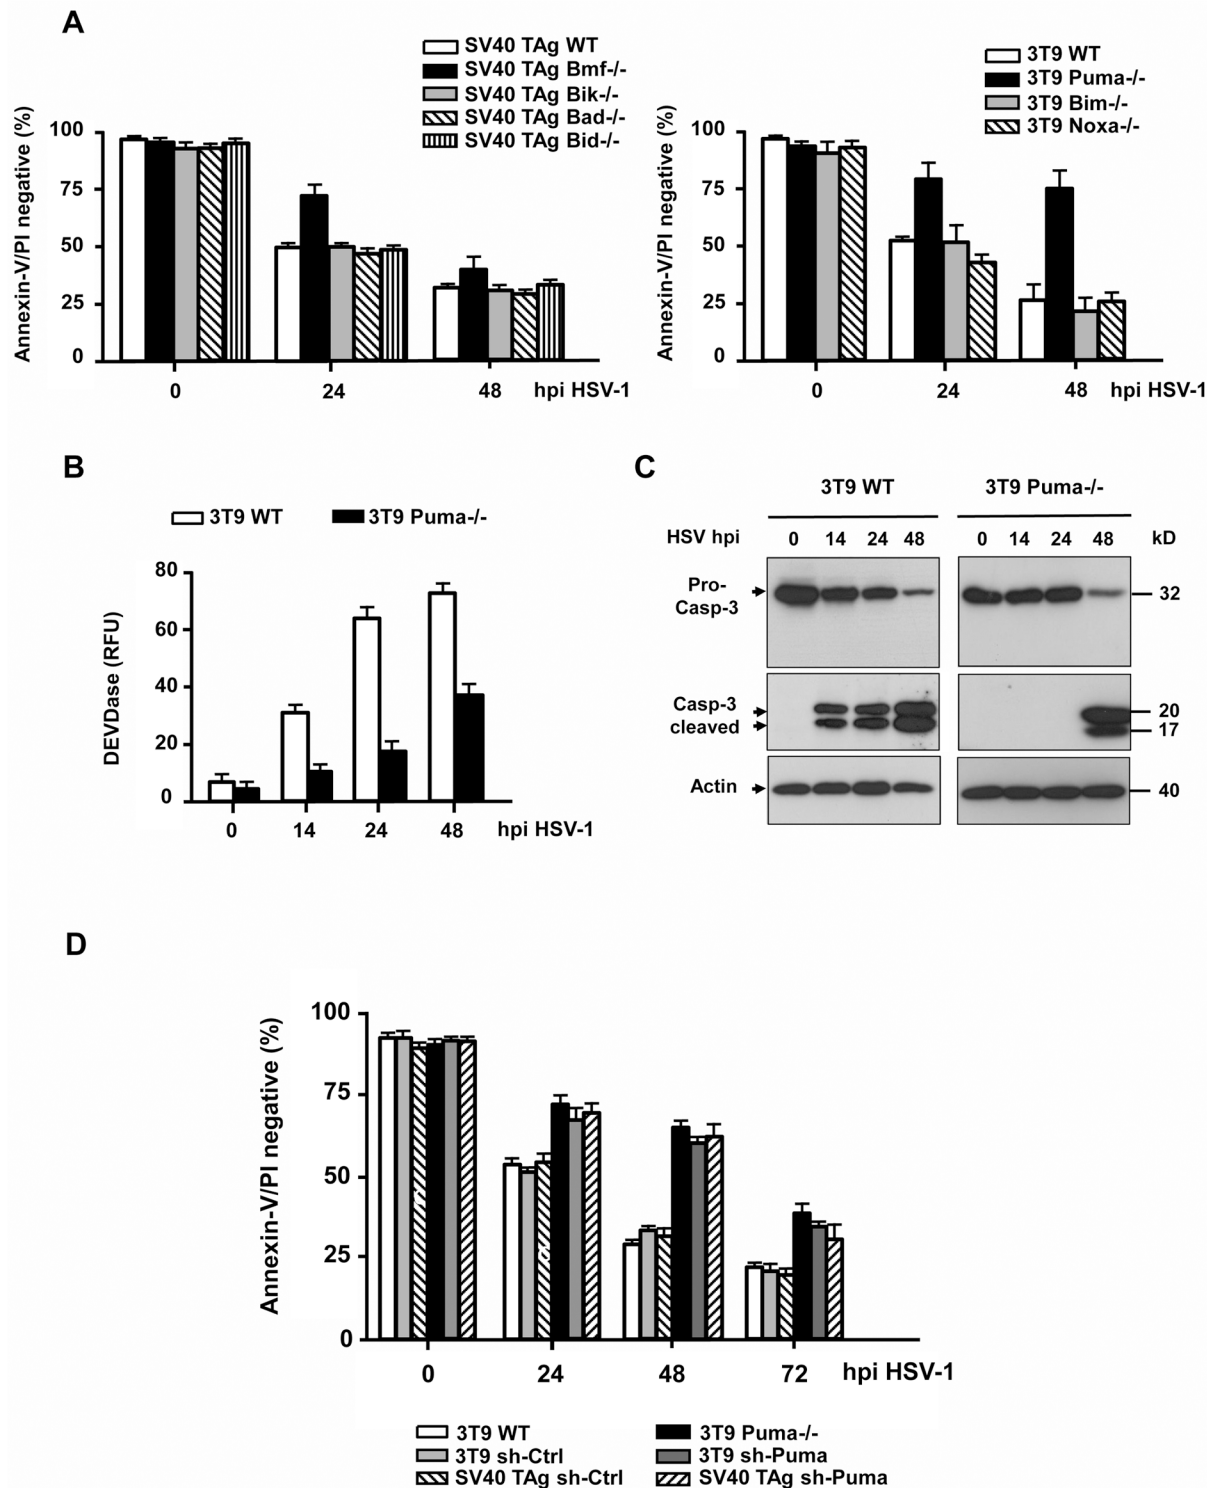 A
SV40 TAg WT
SV40 TAg Bmf-/-
SV40 TAg Bik-/-
SV40 TAg Bad-/-
SV40 TAg Bid-/-
Annexin-V/PI negative (%)
100
75
50
25
0
0 24 48 hpi HSV-1
3T9 WT
3T9 Puma-/-
3T9 Bim-/-
3T9 Noxa-/-
Annexin-V/PI negative (%)
100
75
50
25
0
0 24 48 hpi HSV-1
B
3T9 WT 3T9 Puma-/-
DEVDase (RFU)
80
60
40
20
0
0 14 24 48 hpi HSV-1
C
3T9 WT 3T9 Puma-/-
HSV hpi 0 14 24 48 0 14 24 48 kD
Pro-
Casp-3
32
Casp-3
cleaved
20
17
Actin 40
D
Annexin-V/PI negative (%)
100
75
50
25
0
0 24 48 72 hpi HSV-1
3T9 WT 3T9 Puma-/-
3T9 sh-Ctrl 3T9 sh-Puma
SV40 TAg sh-Ctrl SV40 TAg sh-Puma